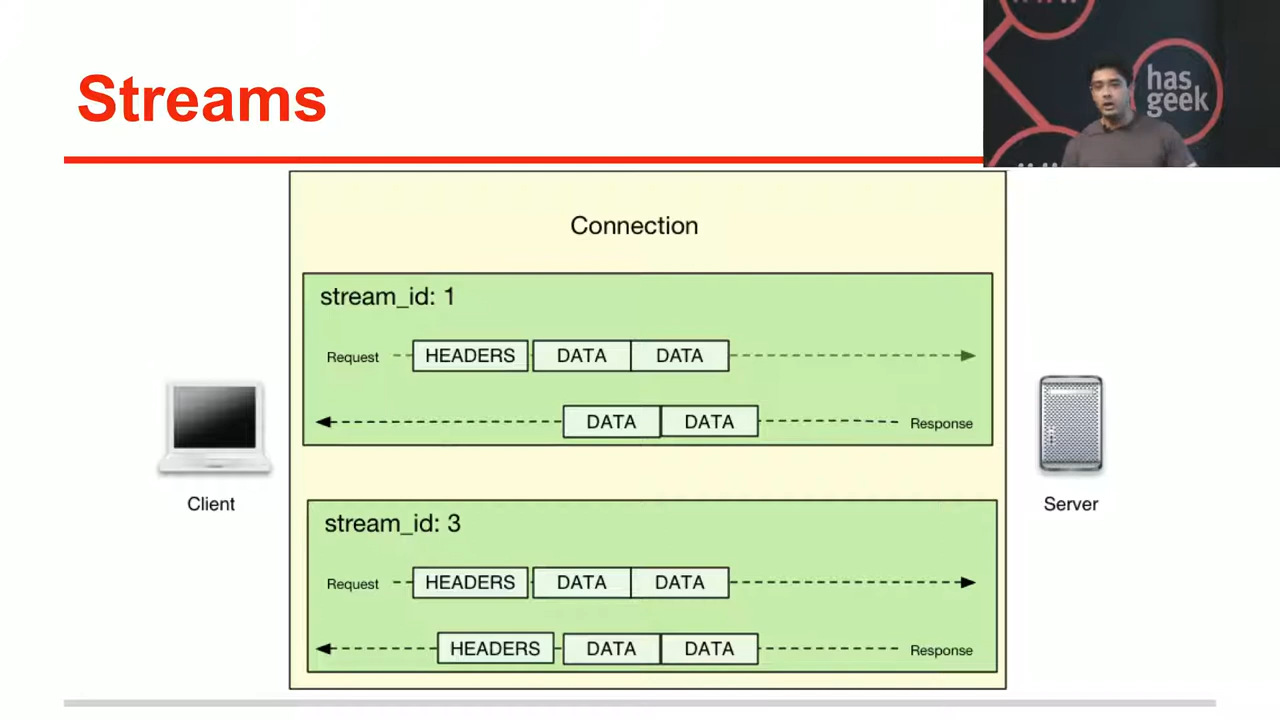 Streams
has
geek
Connection
stream_id: 1
Request HEADERS DATA DATA
DATA DATA Response
Client
Server
stream_id: 3
Request HEADERS DATA DATA
HEADERS DATA DATA Response